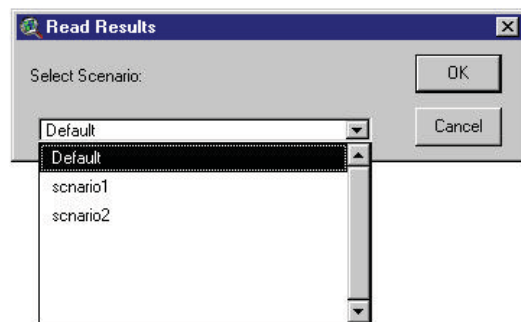 Read Results
Select Scenario:
OK
Default
Cancel
Default
scnario1
scnario2